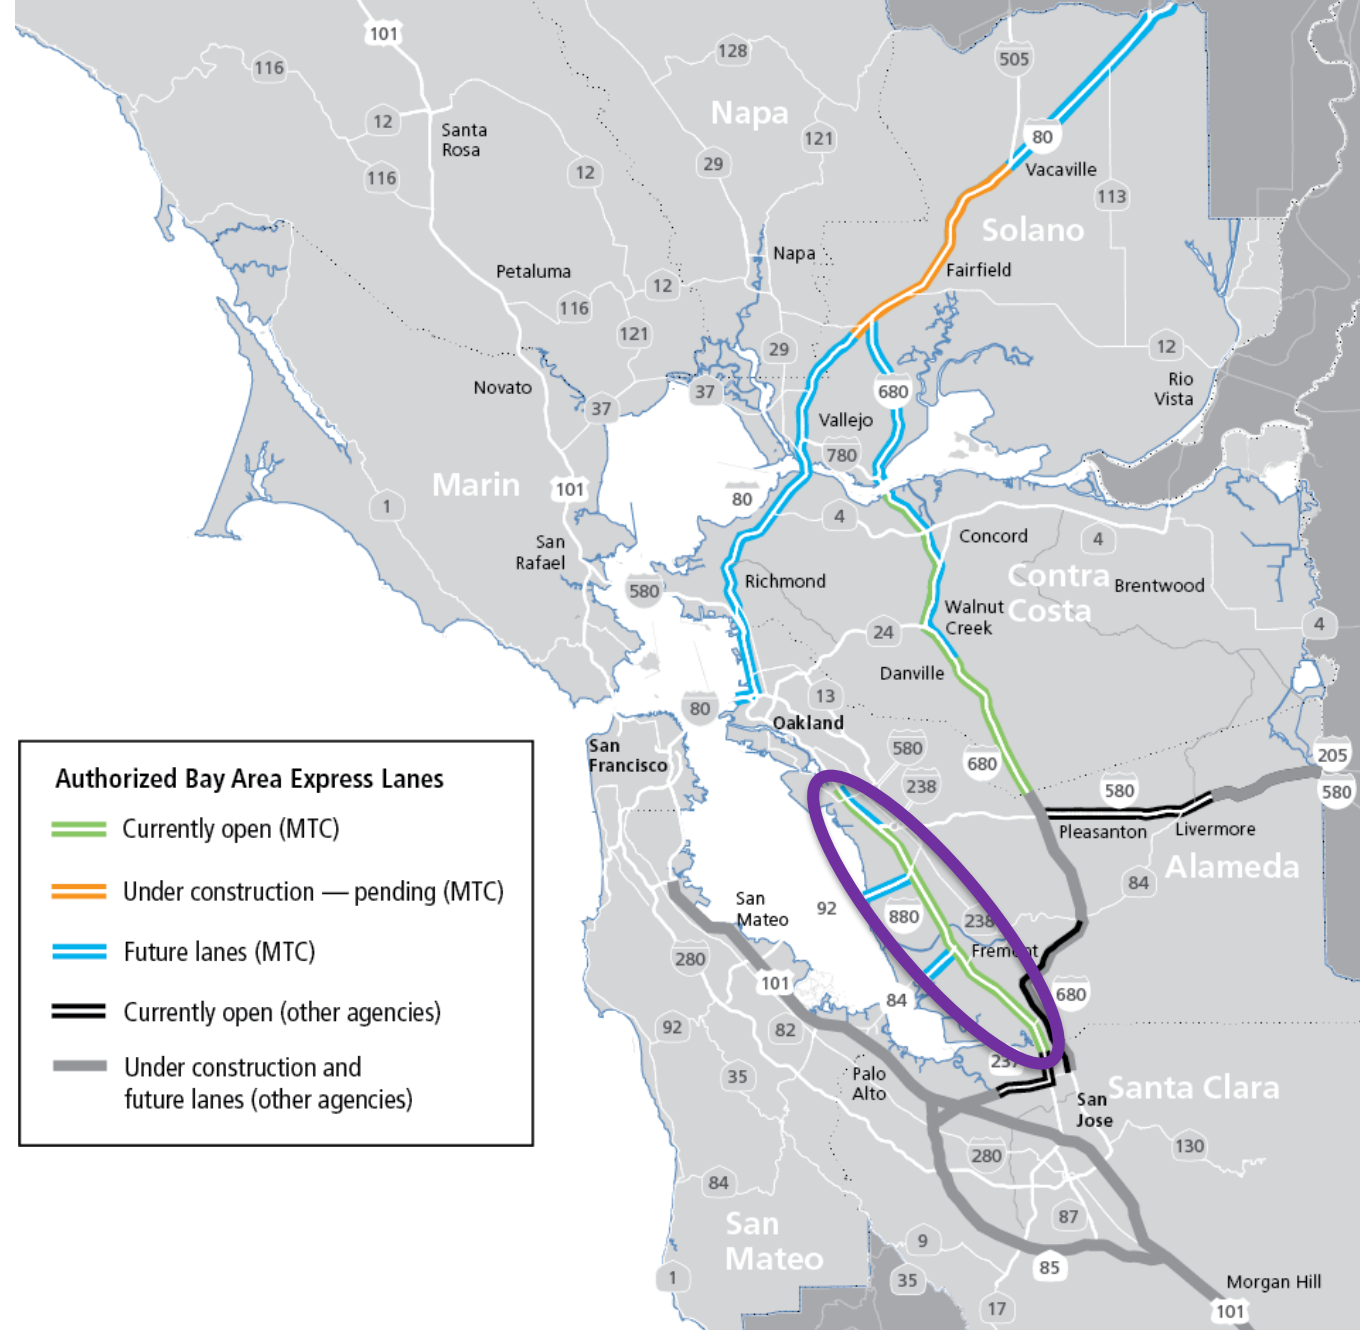 101
128
505
116
Napa
12
Santa
Rosa
121
80
29
Vacaville
116
12
113
Solano
Napa
Petaluma
Fairfield
12
116
121
29
12
Rio
Vista
Novato
37
37
680
Vallejo
780
Marin
101
80
1
4
Concord
4
San
Rafael
Contra
Costa
Richmond
Brentwood
580
Walnut
Creek
24
4
Danville
13
80
Oakland
580
205
San
Francisco
680
238
580
580
Pleasanton
Livermore
Alameda
84
San
Mateo
92
880
238
Fremont
280
101
84
680
92
82
237
35
Palo
Alto
Santa Clara
San
Jose
130
280
84
87
San
Mateo
9
85
1
35
17
Morgan Hill
101
Authorized Bay Area Express Lanes
Currently open (MTC)
Under construction — pending (MTC)
Future lanes (MTC)
Currently open (other agencies)
Under construction and
future lanes (other agencies)